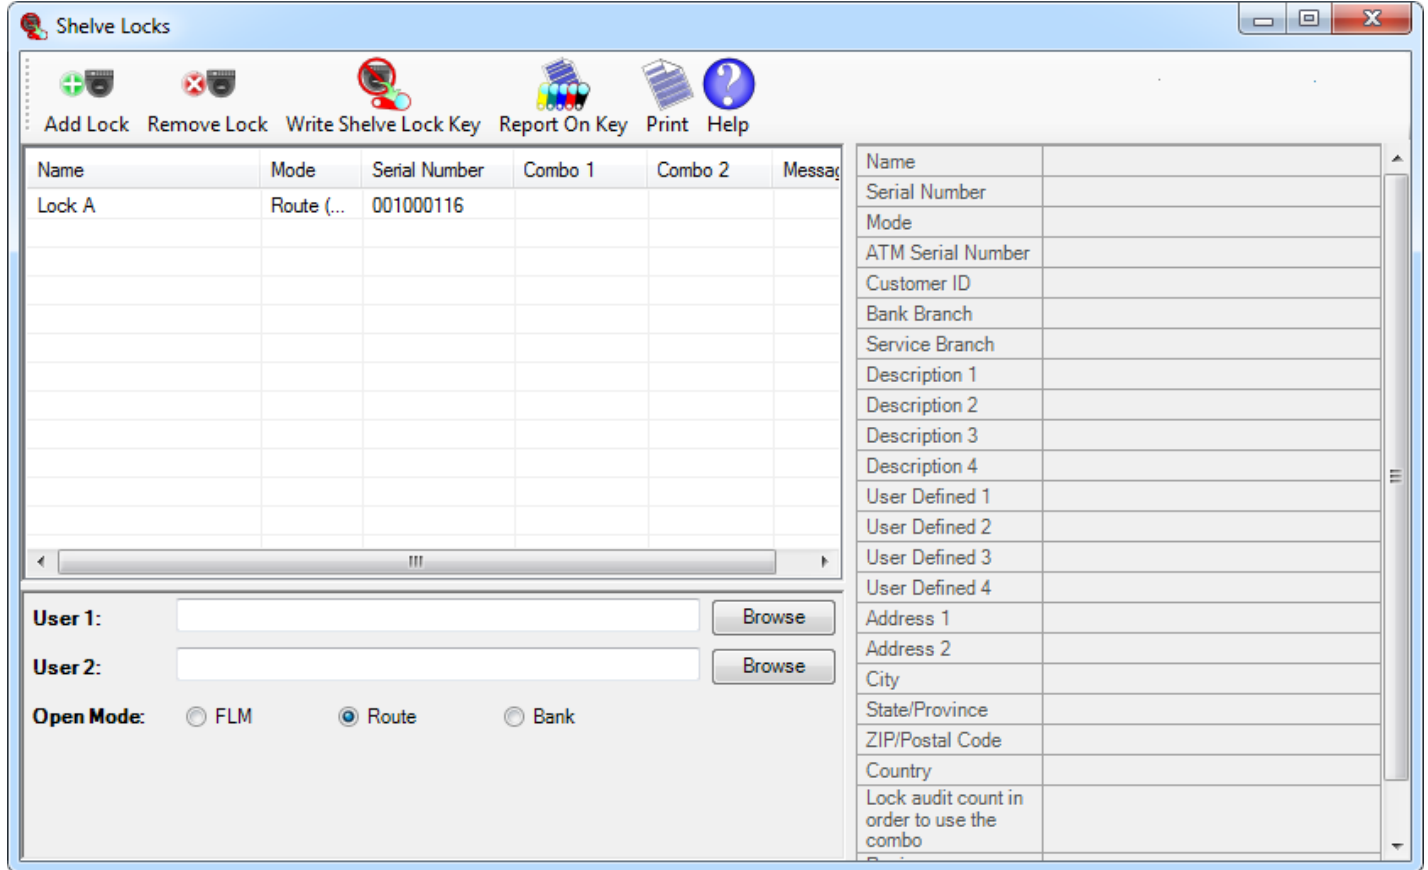 Shelve Locks
Add Lock Remove Lock Write Shelve Lock Key Report On Key Print Help
Name Mode Serial Number Combo 1 Combo 2 Messag
Lock A Route (... 001000116
User 1: Browse
User 2: Browse
Open Mode: FLM Route Bank
Name
Serial Number
Mode
ATM Serial Number
Customer ID
Bank Branch
Service Branch
Description 1
Description 2
Description 3
Description 4
User Defined 1
User Defined 2
User Defined 3
User Defined 4
Address 1
Address 2
City
State/Province
ZIP/Postal Code
Country
Lock audit count in
order to use the
combo